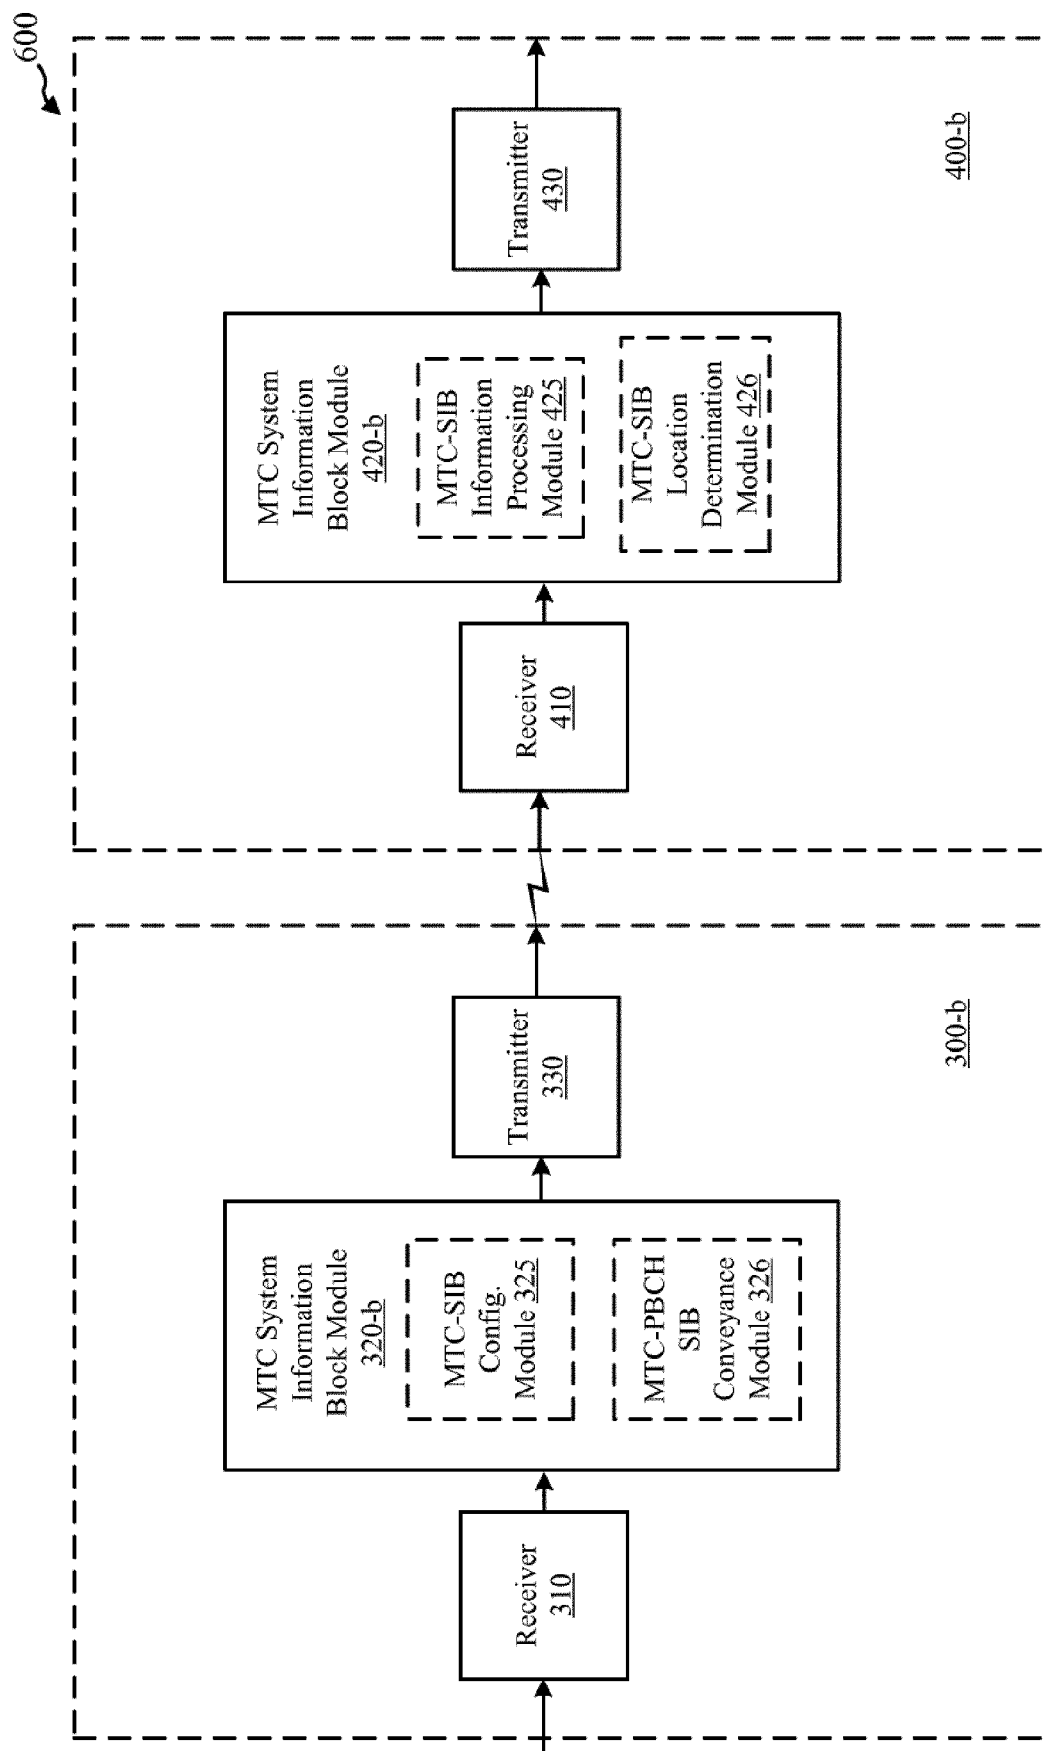 600
Receiver
310
MTC System
Information
Block Module
320-b
MTC-SIB
Config.
Module 325
MTC-PBCH
SIB
Conveyance
Module 326
Transmitter
330
300-b
Receiver
410
MTC System
Information
Block Module
420-b
MTC-SIB
Information
Processing
Module 425
MTC-SIB
Location
Determination
Module 426
Transmitter
430
400-b